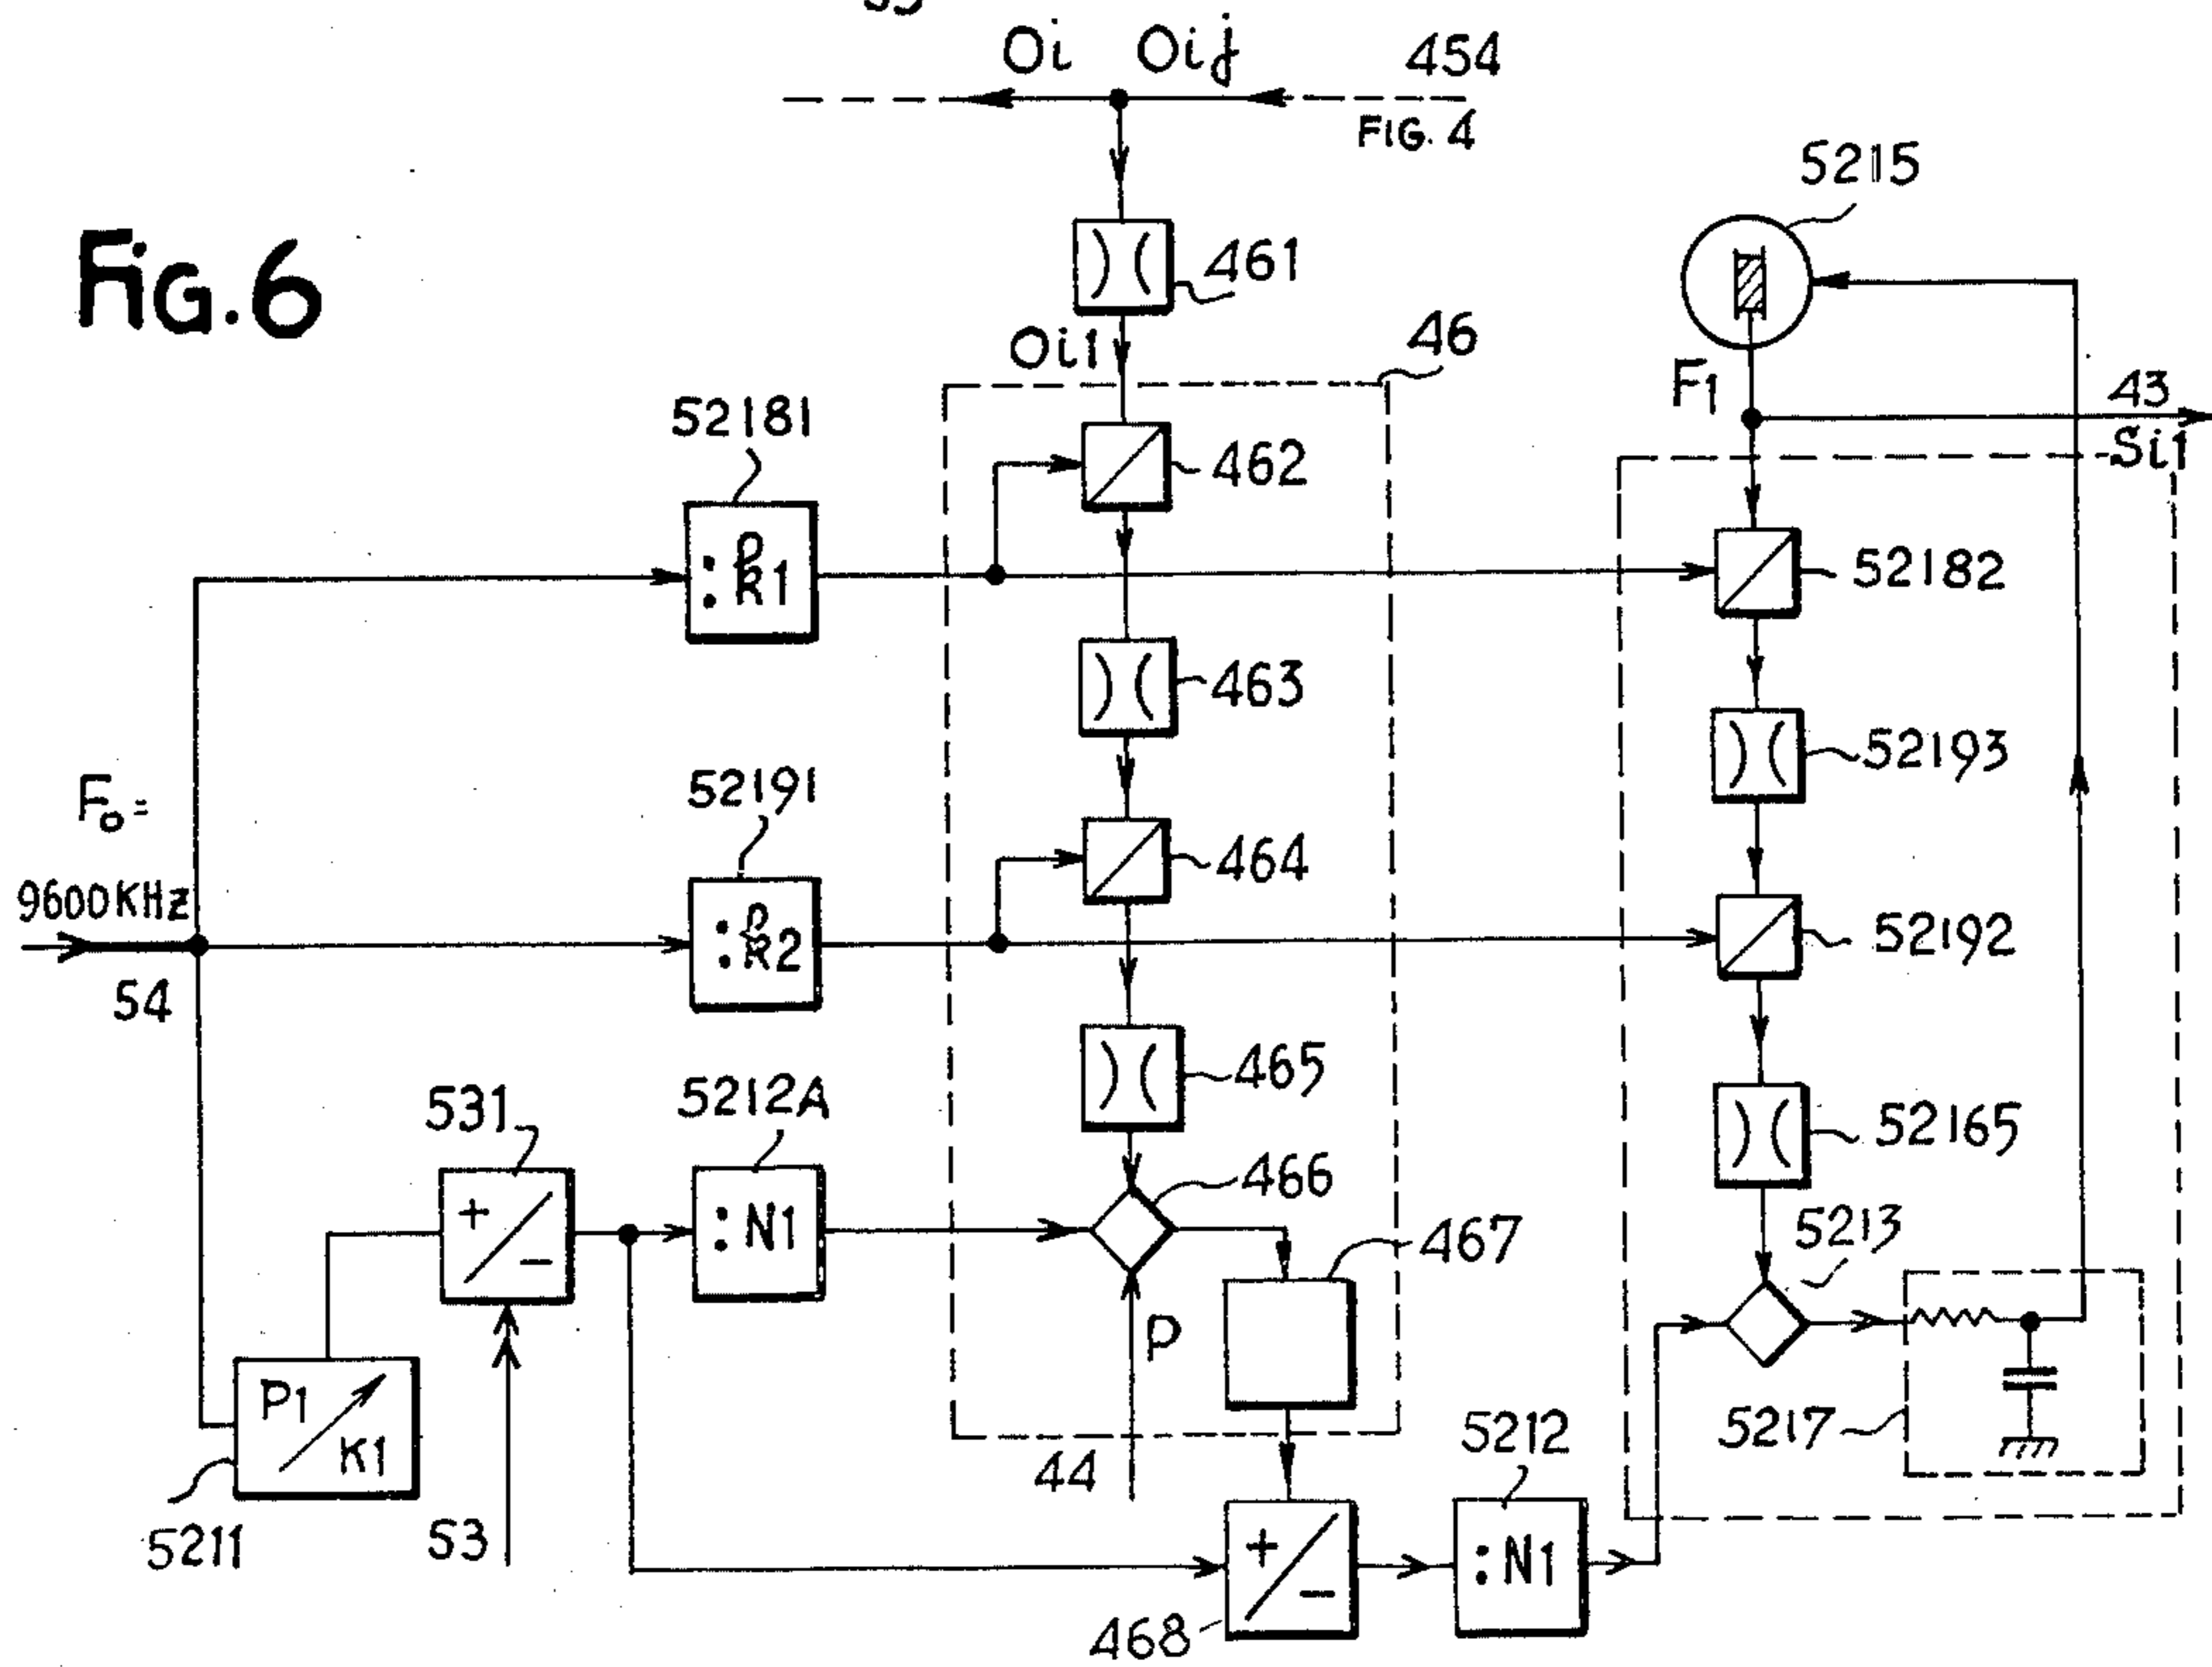 Oi Oij 454
FIG. 4
5215
Fig. 6
461
Oi1
46
F1
43
Si1
52181
462
: k1
52182
463
52193
Fo =
52191
464
9600KHz
: k2
52192
54
465
531
5212A
52165
+ −
: N1
466
5213
467
P
P1 K1
5212
5217
44
5211
53
+ −
: N1
468